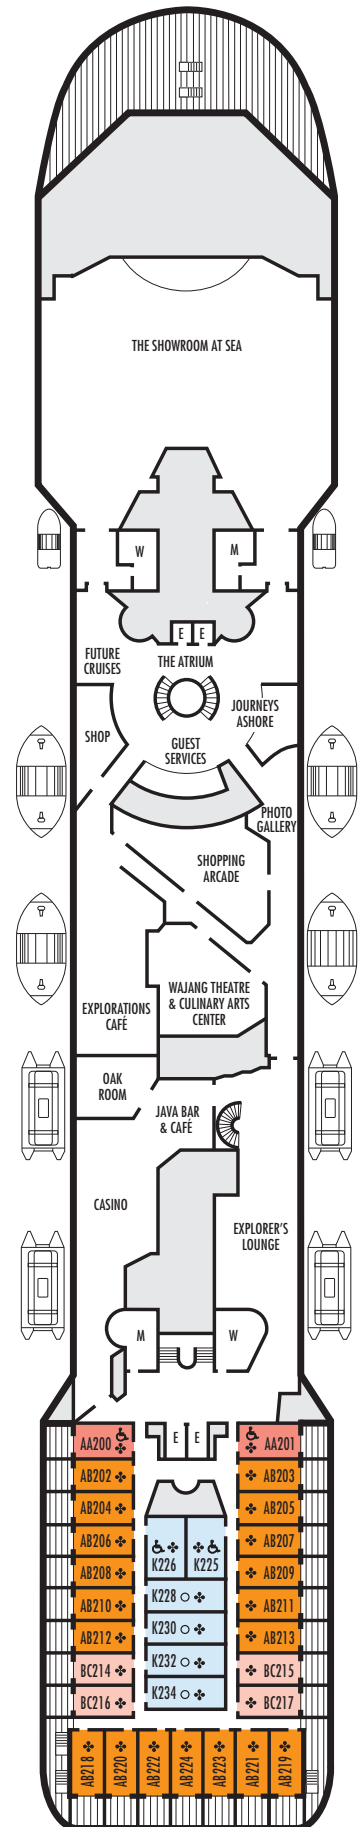 THE SHOWROOM AT SEA
W
M
E
E
FUTURE
CRUISES
THE ATRIUM
JOURNEYS
ASHORE
SHOP
GUEST
SERVICES
PHOTO
GALLERY
SHOPPING
ARCADE
WAJANG THEATRE
& CULINARY ARTS
CENTER
EXPLORATIONS
CAFÉ
OAK
ROOM
JAVA BAR
& CAFÉ
CASINO
EXPLORER'S
LOUNGE
M
W
E
E
AA200
AA201
AB202
AB203
AB204
AB205
AB206
K226
K225
AB207
AB208
AB209
K228
AB210
AB211
K230
AB212
AB213
K232
BC214
BC215
K234
BC216
BC217
AB218
AB220
AB222
AB224
AB223
AB221
AB219